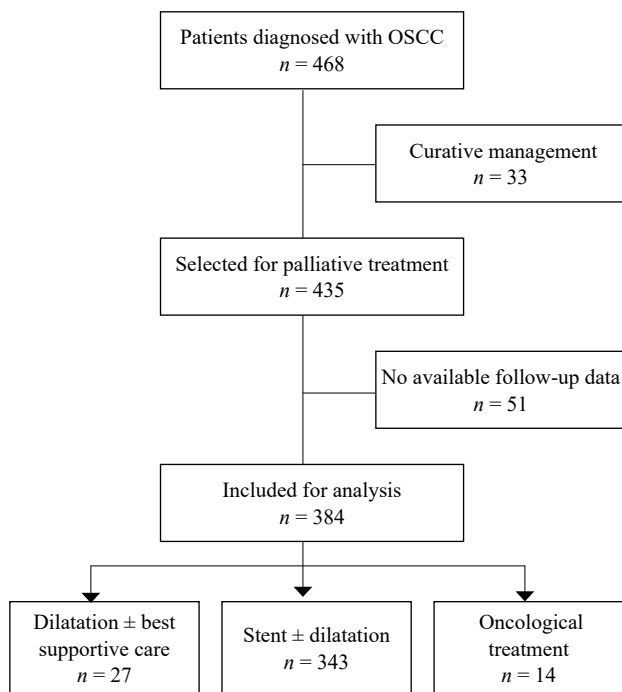 Patients diagnosed with OSCC
n = 468
Curative management
n = 33
Selected for palliative treatment
n = 435
No available follow-up data
n = 51
Included for analysis
n = 384
Dilatation ± best
supportive care
n = 27
Stent ± dilatation
n = 343
Oncological
treatment
n = 14